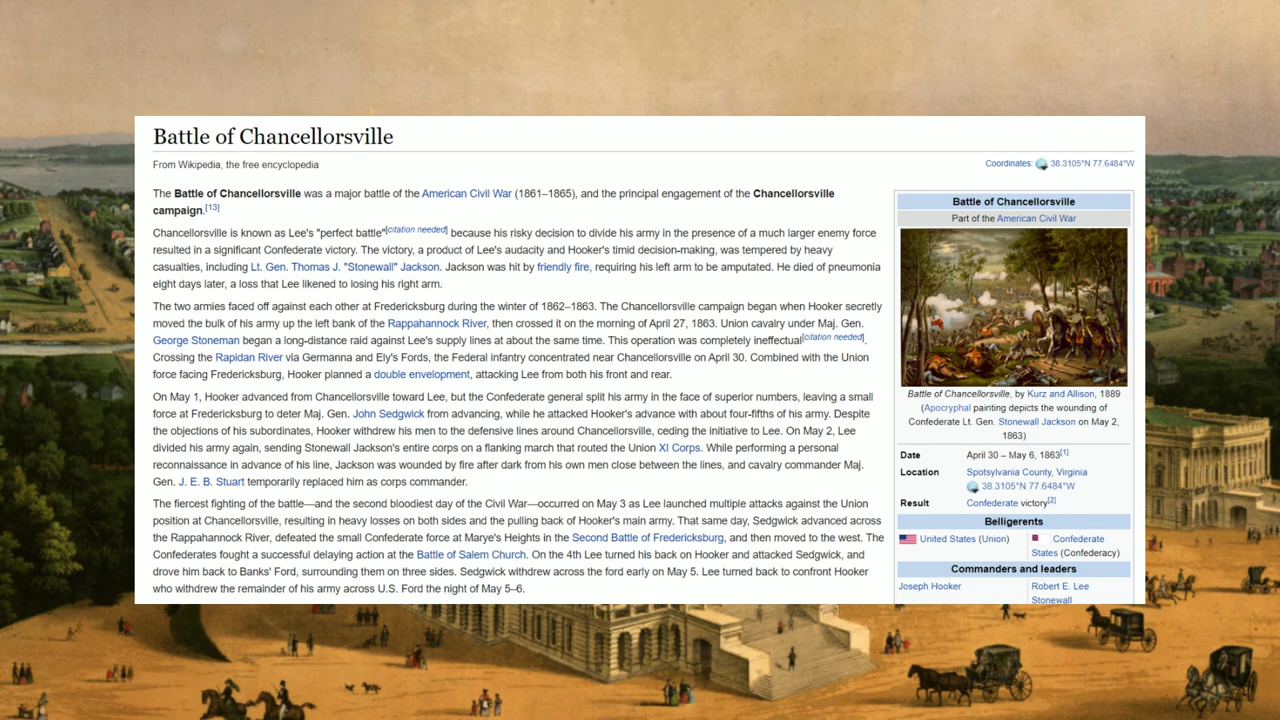 Battle of Chancellorsville
From Wikipedia, the free encyclopedia
Coordinates: 38.3105°N 77.6484°W
The Battle of Chancellorsville was a major battle of the American Civil War (1861–1865), and the principal engagement of the Chancellorsville
campaign.[13]
Chancellorsville is known as Lee's "perfect battle"[citation needed] because his risky decision to divide his army in the presence of a much larger enemy force
resulted in a significant Confederate victory. The victory, a product of Lee's audacity and Hooker's timid decision-making, was tempered by heavy
casualties, including Lt. Gen. Thomas J. "Stonewall" Jackson. Jackson was hit by friendly fire, requiring his left arm to be amputated. He died of pneumonia
eight days later, a loss that Lee likened to losing his right arm.
The two armies faced off against each other at Fredericksburg during the winter of 1862–1863. The Chancellorsville campaign began when Hooker secretly
moved the bulk of his army up the left bank of the Rappahannock River, then crossed it on the morning of April 27, 1863. Union cavalry under Maj. Gen.
George Stoneman began a long-distance raid against Lee's supply lines at about the same time. This operation was completely ineffectual[citation needed].
Crossing the Rapidan River via Germanna and Ely's Fords, the Federal infantry concentrated near Chancellorsville on April 30. Combined with the Union
force facing Fredericksburg, Hooker planned a double envelopment, attacking Lee from both his front and rear.
On May 1, Hooker advanced from Chancellorsville toward Lee, but the Confederate general split his army in the face of superior numbers, leaving a small
force at Fredericksburg to deter Maj. Gen. John Sedgwick from advancing, while he attacked Hooker's advance with about four-fifths of his army. Despite
the objections of his subordinates, Hooker withdrew his men to the defensive lines around Chancellorsville, ceding the initiative to Lee. On May 2, Lee
divided his army again, sending Stonewall Jackson's entire corps on a flanking march that routed the Union XI Corps. While performing a personal
reconnaissance in advance of his line, Jackson was wounded by fire after dark from his own men close between the lines, and cavalry commander Maj.
Gen. J. E. B. Stuart temporarily replaced him as corps commander.
The fiercest fighting of the battle—and the second bloodiest day of the Civil War—occurred on May 3 as Lee launched multiple attacks against the Union
position at Chancellorsville, resulting in heavy losses on both sides and the pulling back of Hooker's main army. That same day, Sedgwick advanced across
the Rappahannock River, defeated the small Confederate force at Marye's Heights in the Second Battle of Fredericksburg, and then moved to the west. The
Confederates fought a successful delaying action at the Battle of Salem Church. On the 4th Lee turned his back on Hooker and attacked Sedgwick, and
drove him back to Banks' Ford, surrounding them on three sides. Sedgwick withdrew across the ford early on May 5. Lee turned back to confront Hooker
who withdrew the remainder of his army across U.S. Ford the night of May 5–6.
Battle of Chancellorsville
Part of the American Civil War
Battle of Chancellorsville, by Kurz and Allison, 1889
(Apocryphal painting depicts the wounding of
Confederate Lt. Gen. Stonewall Jackson on May 2,
1863)
Date April 30 – May 6, 1863[1]
Location Spotsylvania County, Virginia
38.3105°N 77.6484°W
Result Confederate victory[2]
Belligerents
United States (Union) Confederate
States (Confederacy)
Commanders and leaders
Joseph Hooker Robert E. Lee
Stonewall